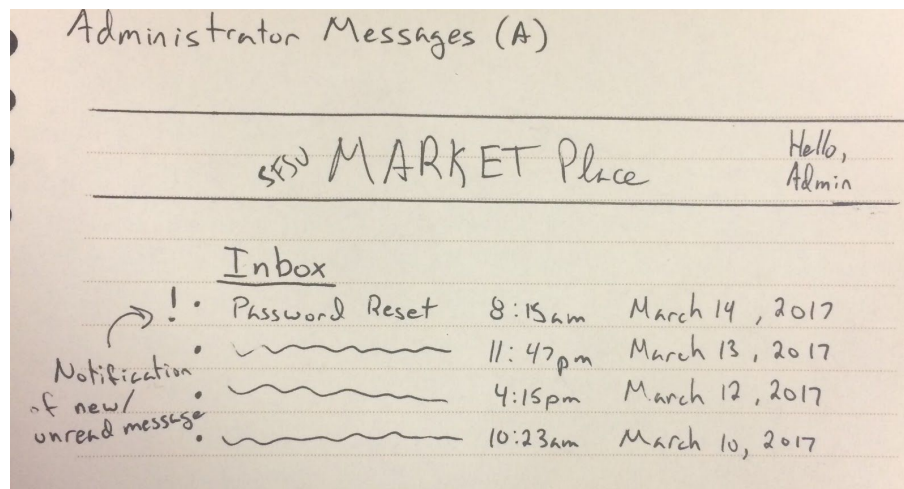 Administrator Messages (A)
SFSU MARKET Place
Hello,
Admin
Inbox
! • Password Reset 8:15am March 14, 2017
• 11:47pm March 13, 2017
• 4:15pm March 12, 2017
• 10:23am March 10, 2017
Notification
of new/
unread message